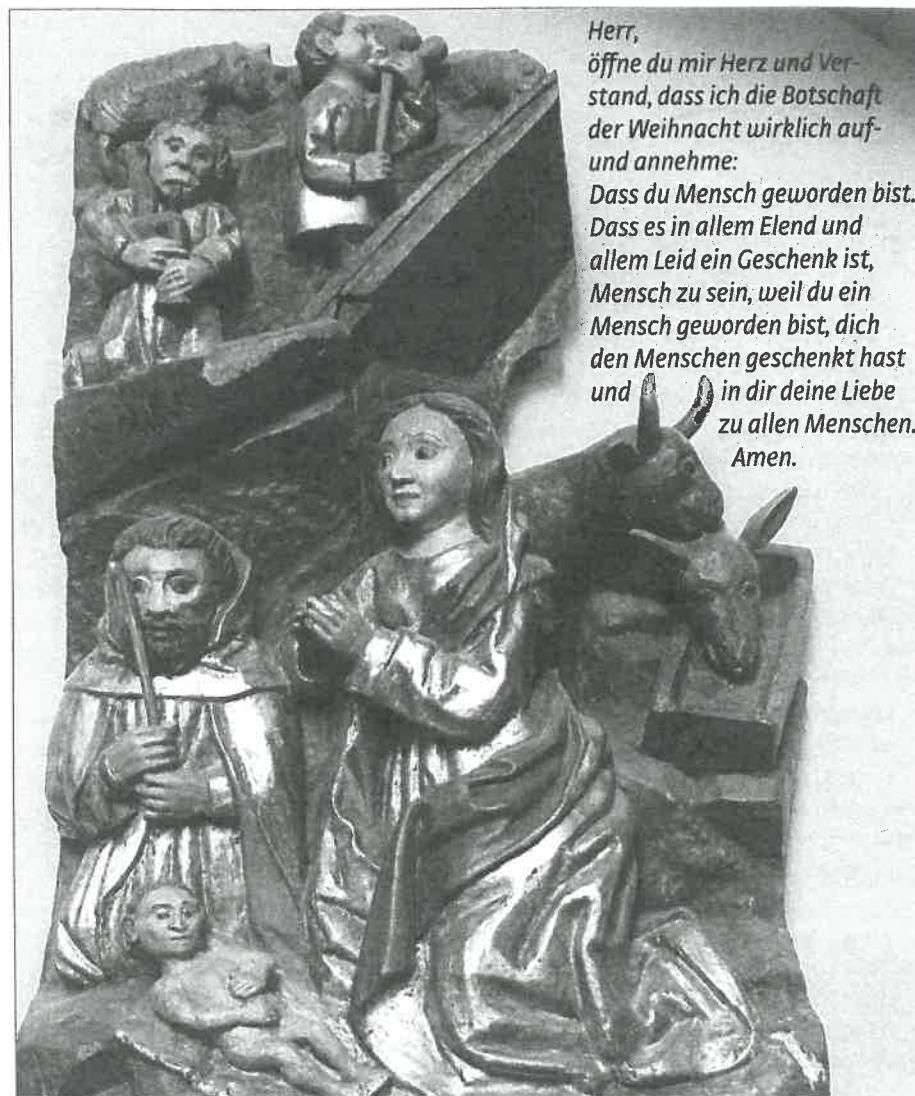 Herr,
öffne du mir Herz und Ver-
stand, dass ich die Botschaft
der Weihnacht wirklich auf-
und annehme:
Dass du Mensch geworden bist.
Dass es in allem Elend und
allem Leid ein Geschenk ist,
Mensch zu sein, weil du ein
Mensch geworden bist, dich
den Menschen geschenkt hast
und in dir deine Liebe
zu allen Menschen.
Amen.